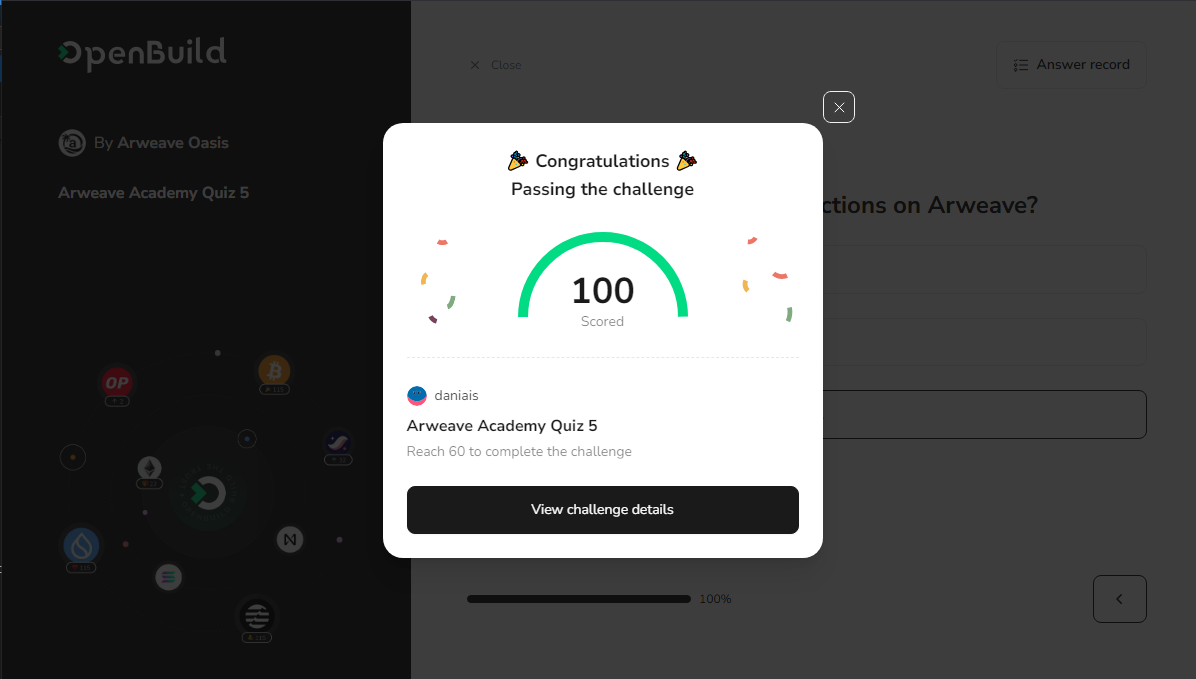 OpenBuild
By Arweave Oasis
Arweave Academy Quiz 5
Close
Answer record
ctions on Arweave?
Congratulations
Passing the challenge
100
Scored
daniais
Arweave Academy Quiz 5
Reach 60 to complete the challenge
View challenge details
OP
100%